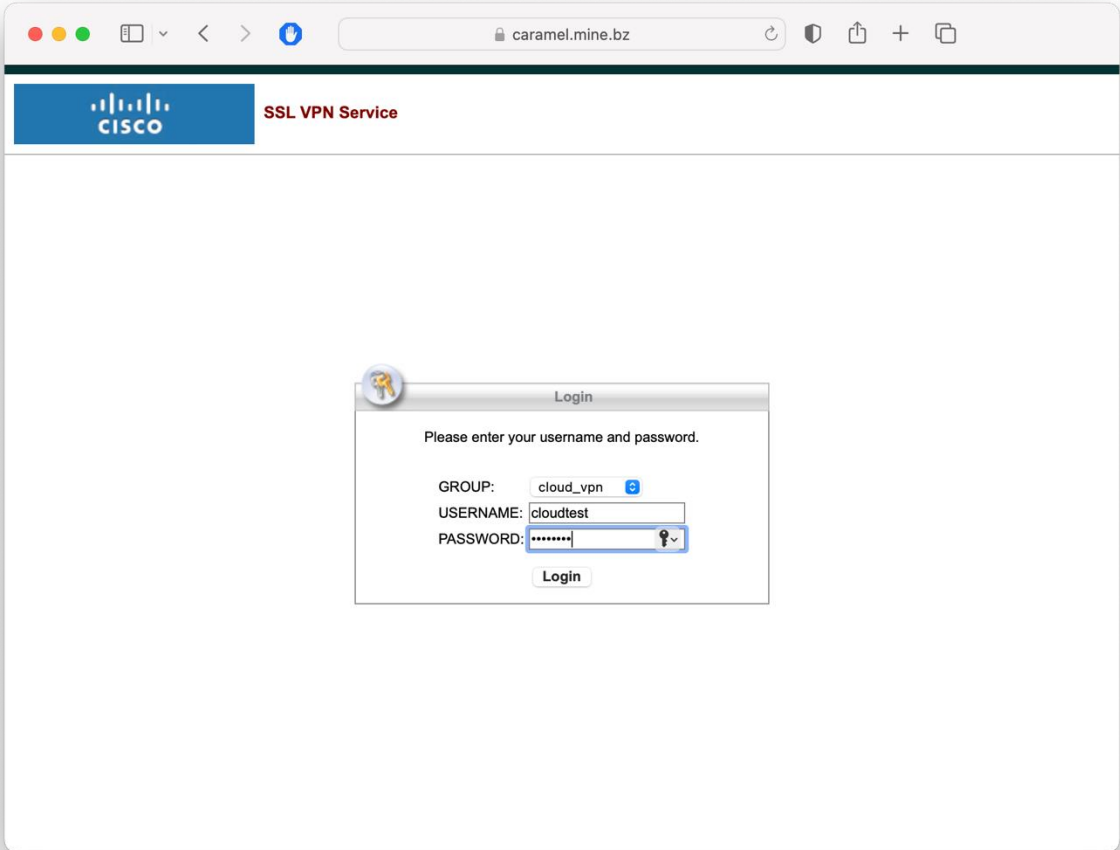 caramel.mine.bz
CISCO
SSL VPN Service
Login
Please enter your username and password.
GROUP: cloud_vpn
USERNAME: cloudtest
PASSWORD: ••••••••
Login